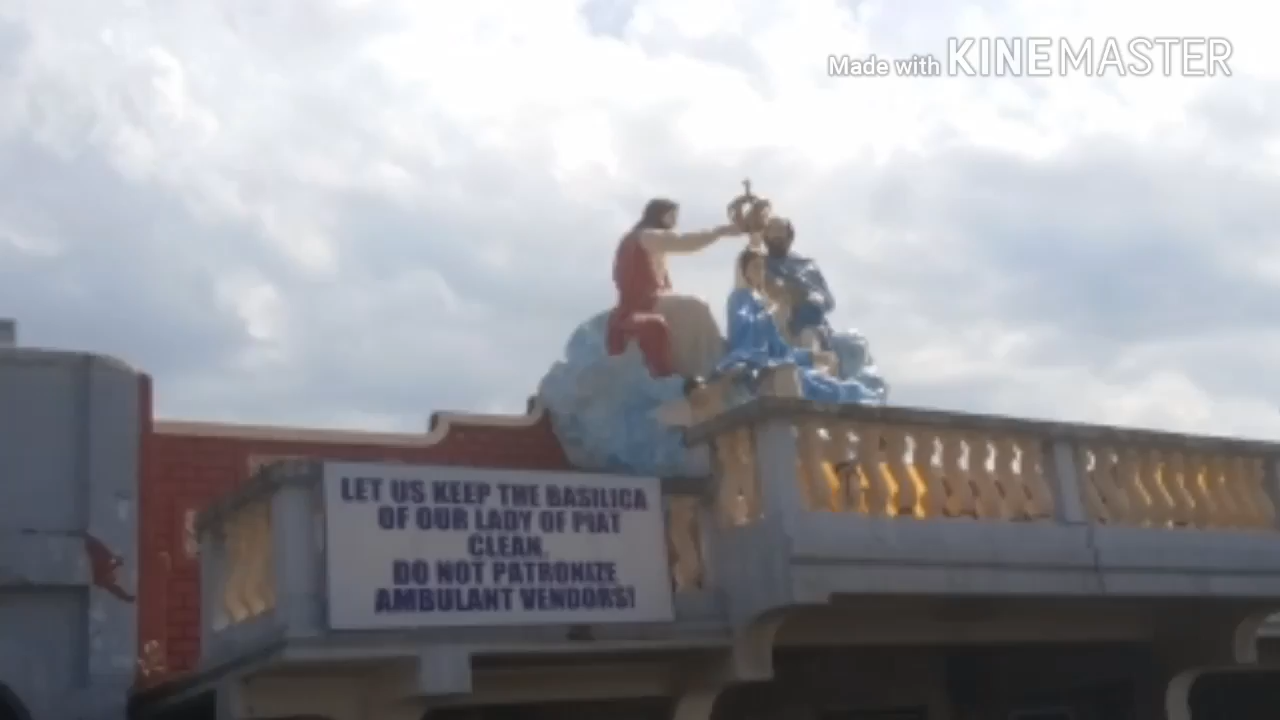 Made with KINEMASTER
LET US KEEP THE BASILICA
OF OUR LADY OF PIAT
CLEAN.
DO NOT PATRONIZE
AMBULANT VENDORS!